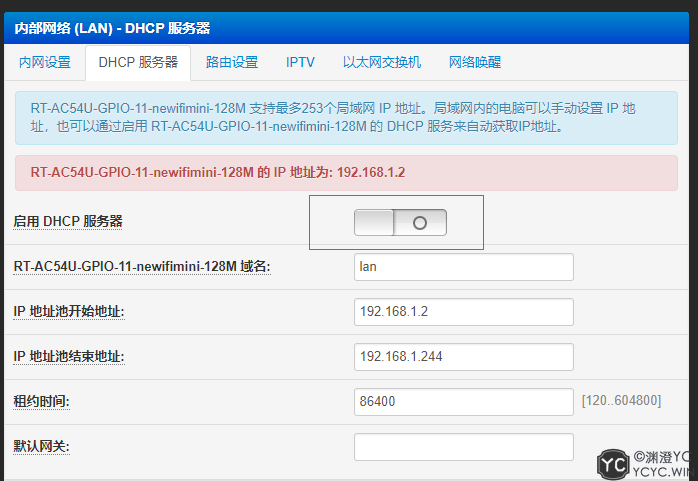 内部网络 (LAN) - DHCP 服务器
内网设置 DHCP 服务器 路由设置 IPTV 以太网交换机 网络唤醒
RT-AC54U-GPIO-11-newifimini-128M 支持最多253个局域网 IP 地址。局域网内的电脑可以手动设置 IP 地
址，也可以通过启用 RT-AC54U-GPIO-11-newifimini-128M 的 DHCP 服务来自动获取IP地址。
RT-AC54U-GPIO-11-newifimini-128M 的 IP 地址为: 192.168.1.2
启用 DHCP 服务器
RT-AC54U-GPIO-11-newifimini-128M 域名: lan
IP 地址池开始地址: 192.168.1.2
IP 地址池结束地址: 192.168.1.244
租约时间: 86400 [120..604800]
默认网关:
YC ©渊澄YC
YCYC.WIN